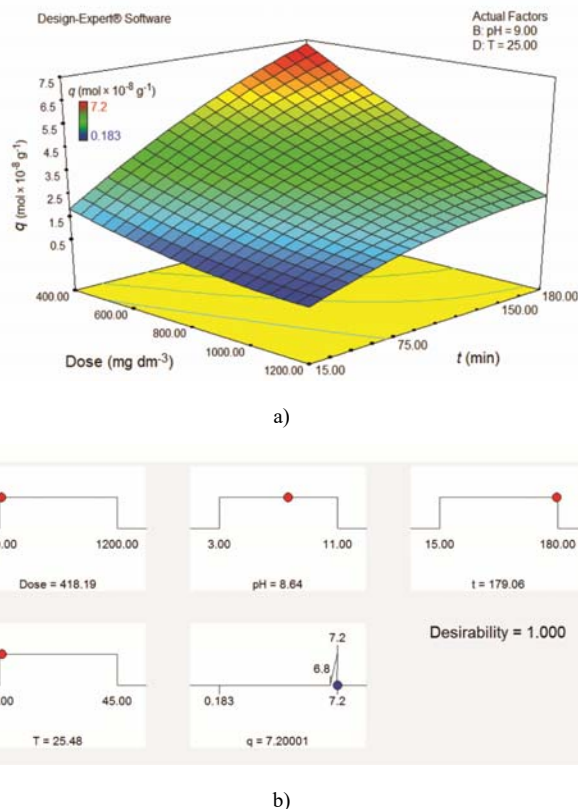 Design-Expert® Software
Actual Factors
B: pH = 9.00
D: T = 25.00
q (mol × 10⁻⁸ g⁻¹)
7.2
0.183
7.5
6.5
5.5
4.5
3.5
2.5
1.5
0.5
q (mol × 10⁻⁸ g⁻¹)
400.00
600.00
800.00
1000.00
1200.00
Dose (mg dm⁻³)
15.00
75.00
150.00
180.00
t (min)
a)
0.00 1200.00
Dose = 418.19
3.00 11.00
pH = 8.64
15.00 180.00
t = 179.06
.00 45.00
T = 25.48
7.2
6.8
0.183 7.2
q = 7.20001
Desirability = 1.000
b)